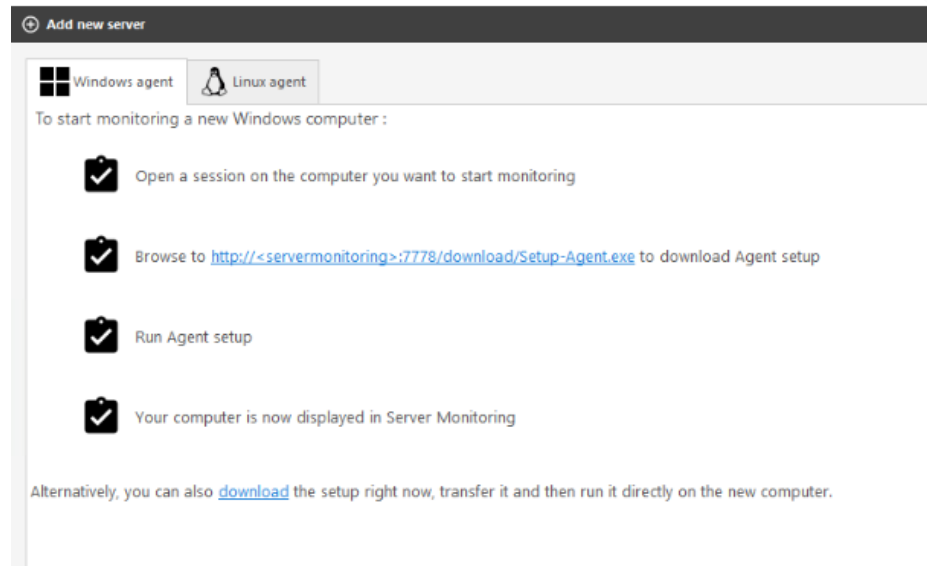 Add new server
Windows agent
Linux agent
To start monitoring a new Windows computer :
Open a session on the computer you want to start monitoring
Browse to http://<servermonitoring>:7778/download/Setup-Agent.exe to download Agent setup
Run Agent setup
Your computer is now displayed in Server Monitoring
Alternatively, you can also download the setup right now, transfer it and then run it directly on the new computer.